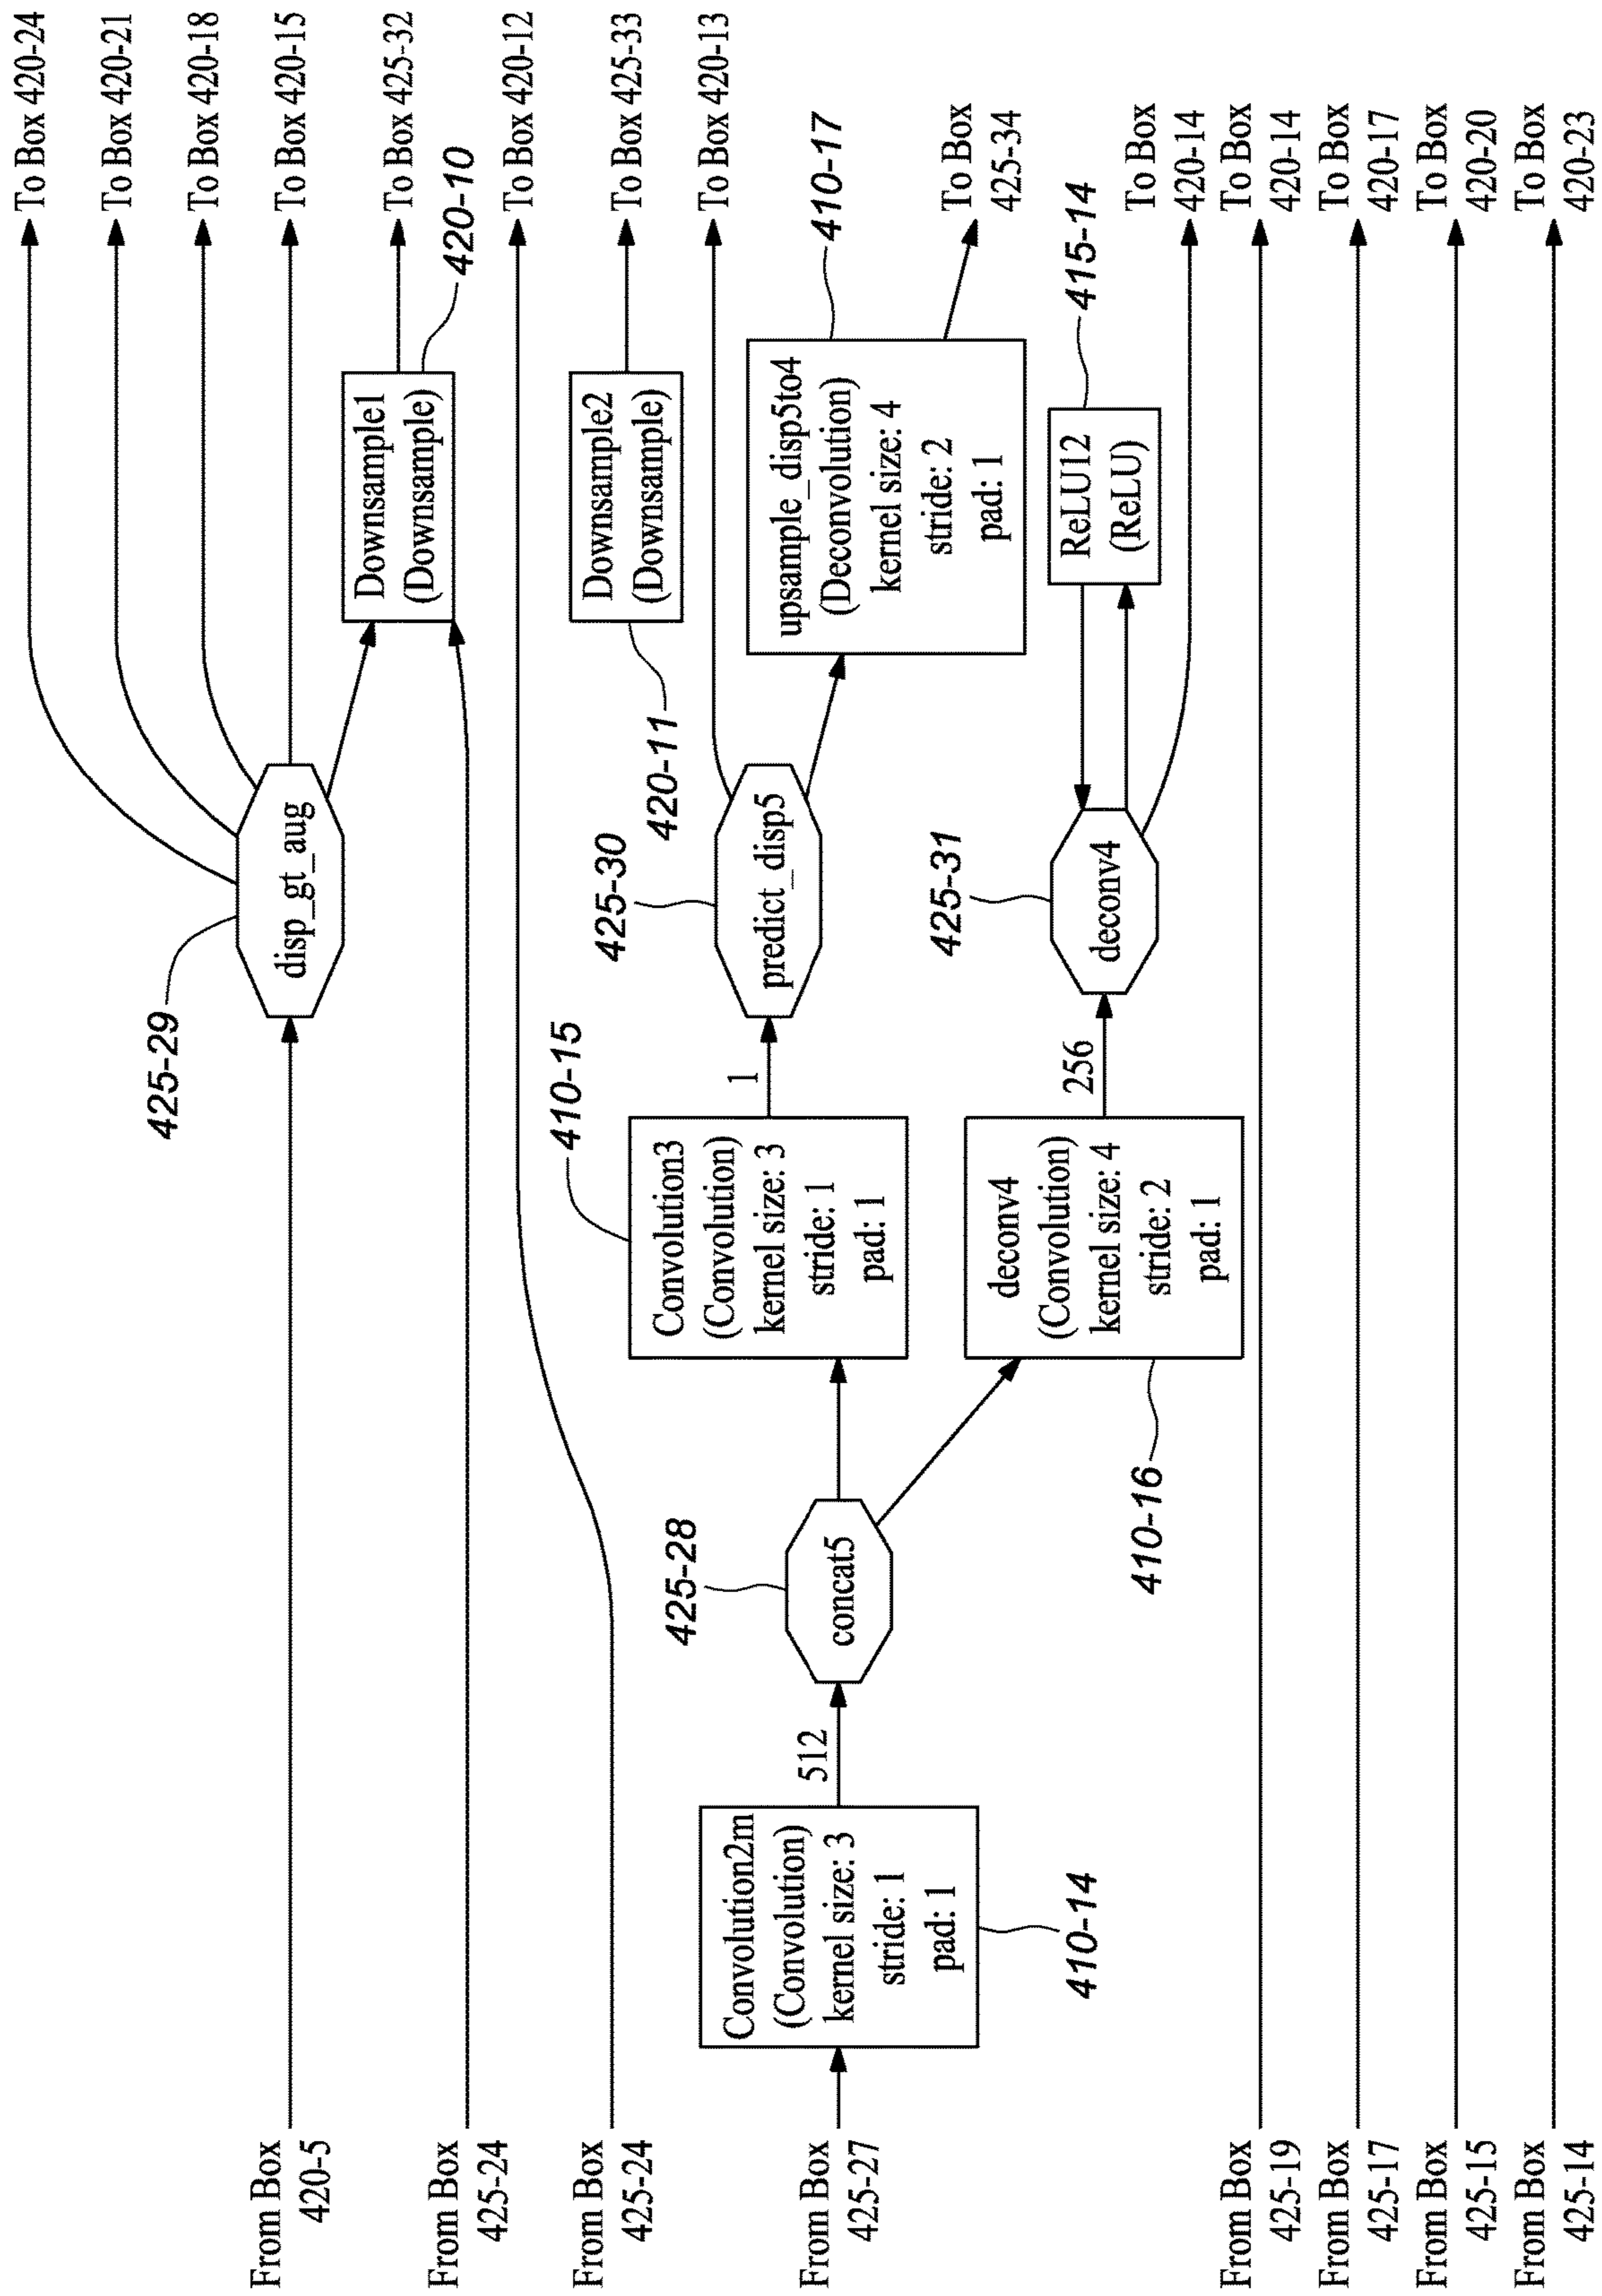 To Box 420-24
To Box 420-21
To Box 420-18
To Box 420-15
To Box 425-32
420-10
To Box 420-12
To Box 425-33
To Box 420-13
410-17
To Box
425-34
415-14
To Box
420-14
To Box
420-14
To Box
420-17
To Box
420-20
To Box
420-23
Downsample1
(Downsample)
Downsample2
(Downsample)
420-11
upsample_disp5to4
(Deconvolution)
kernel size: 4
stride: 2
pad: 1
ReLU12
(ReLU)
disp_gt_aug
425-29
425-30
predict_disp5
425-31
deconv4
410-15
1
256
Convolution3
(Convolution)
kernel size: 3
stride: 1
pad: 1
deconv4
(Convolution)
kernel size: 4
stride: 2
pad: 1
410-16
425-28
concat5
512
Convolution2m
(Convolution)
kernel size: 3
stride: 1
pad: 1
410-14
From Box
420-5
From Box
425-24
From Box
425-24
From Box
425-27
From Box
425-19
From Box
425-17
From Box
425-15
From Box
425-14